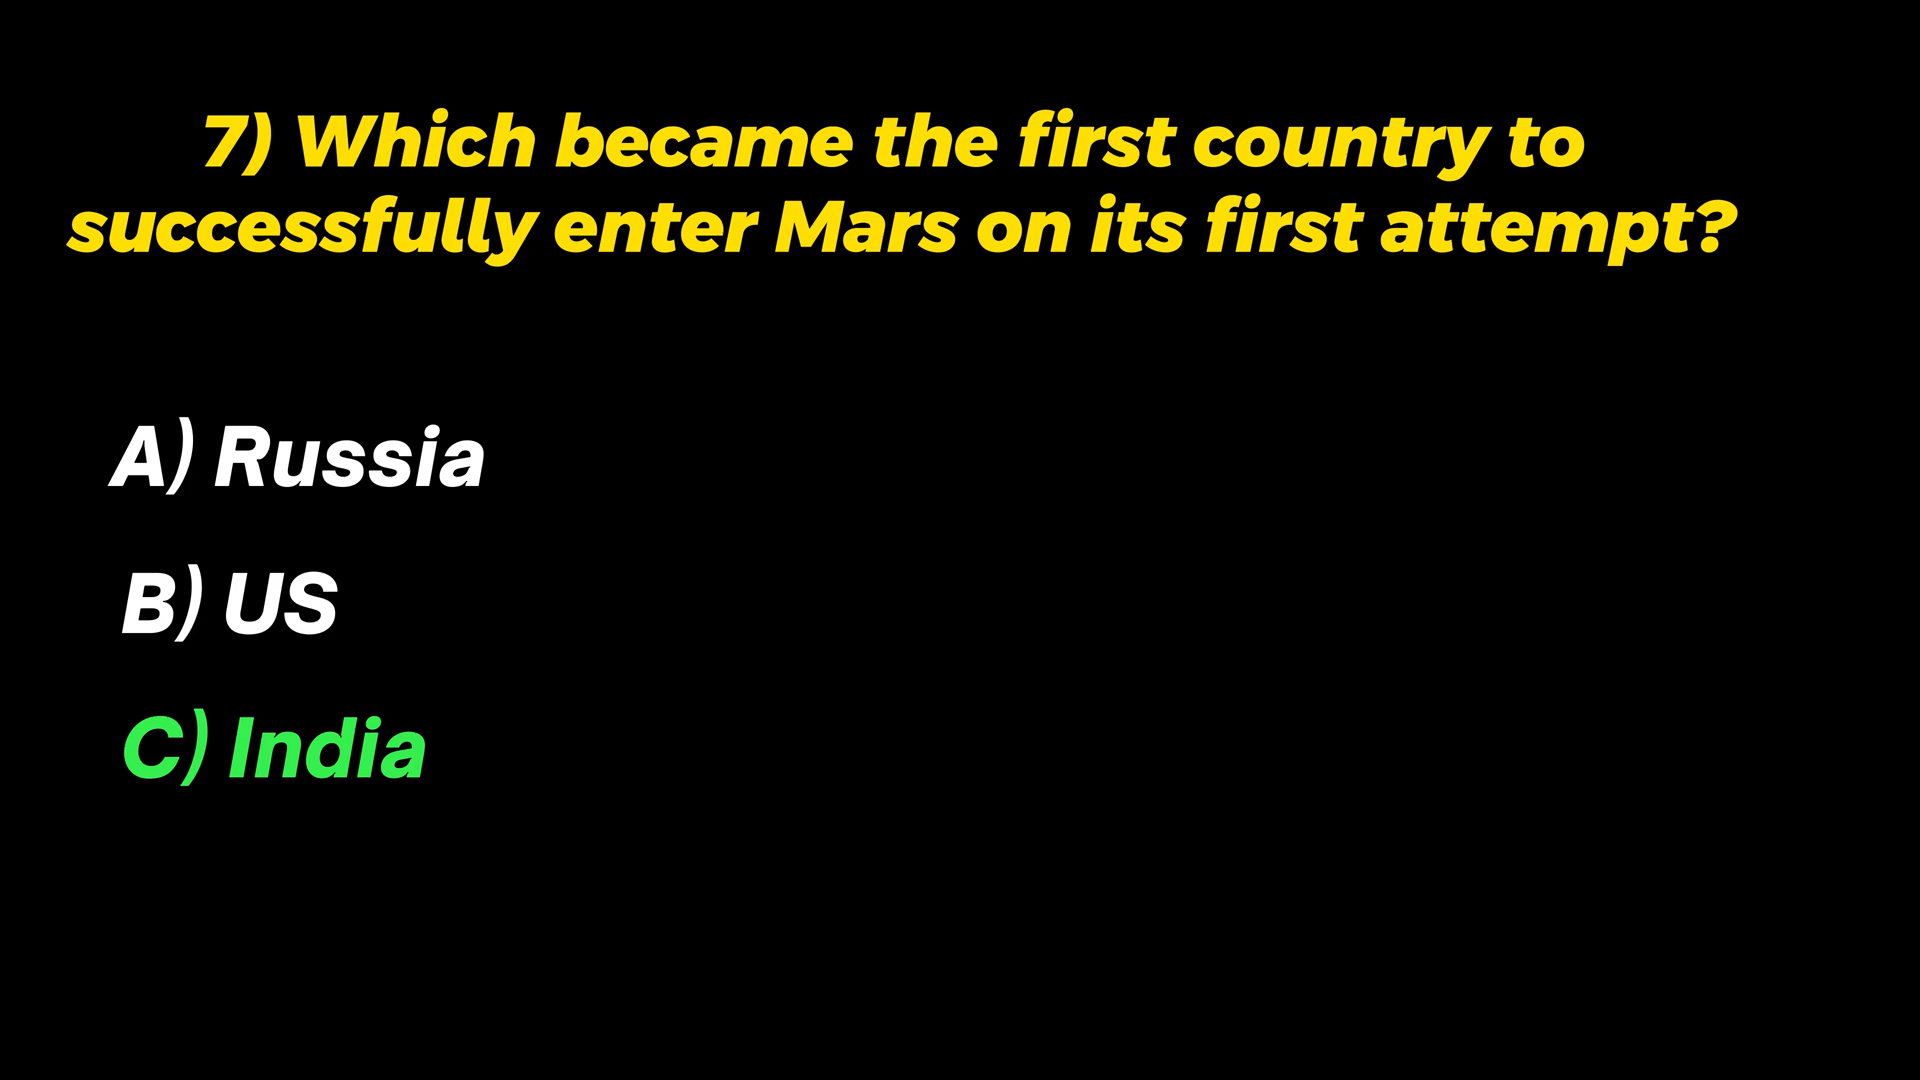 7) Which became the first country to
successfully enter Mars on its first attempt?
A) Russia
B) US
C) India